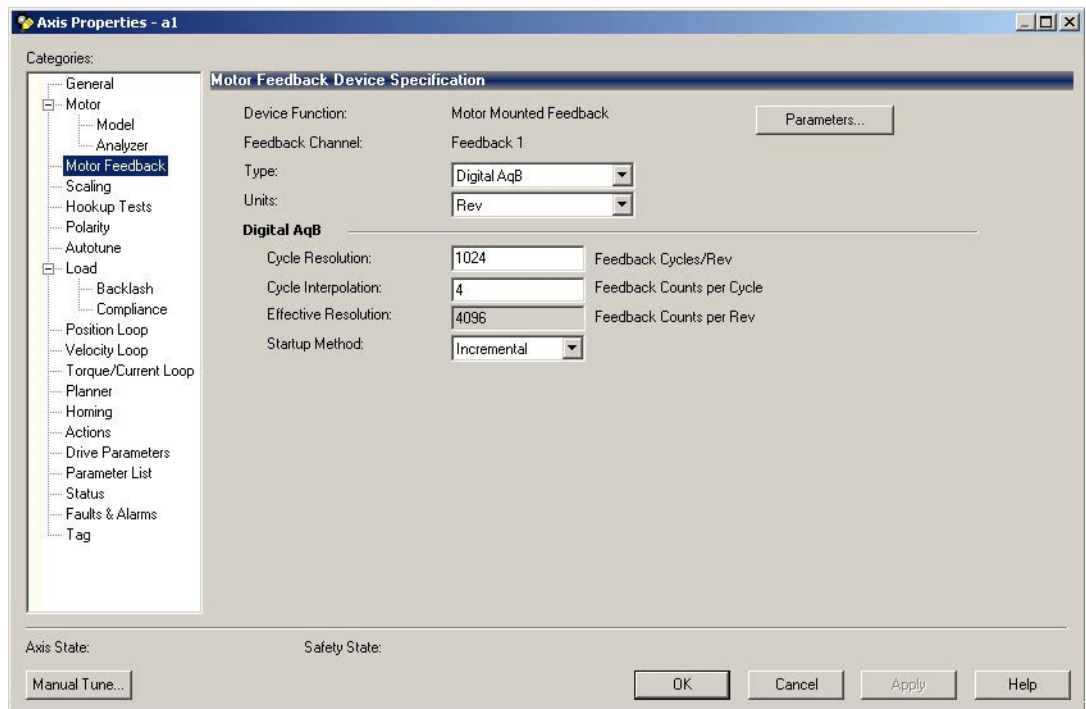 Axis Properties - a1
Categories:
General
Motor
Model
Analyzer
Motor Feedback
Scaling
Hookup Tests
Polarity
Autotune
Load
Backlash
Compliance
Position Loop
Velocity Loop
Torque/Current Loop
Planner
Homing
Actions
Drive Parameters
Parameter List
Status
Faults & Alarms
Tag
Motor Feedback Device Specification
Device Function: Motor Mounted Feedback Parameters...
Feedback Channel: Feedback 1
Type: Digital AqB
Units: Rev
Digital AqB
Cycle Resolution: 1024 Feedback Cycles/Rev
Cycle Interpolation: 4 Feedback Counts per Cycle
Effective Resolution: 4096 Feedback Counts per Rev
Startup Method: Incremental
Axis State: Safety State:
Manual Tune... OK Cancel Apply Help